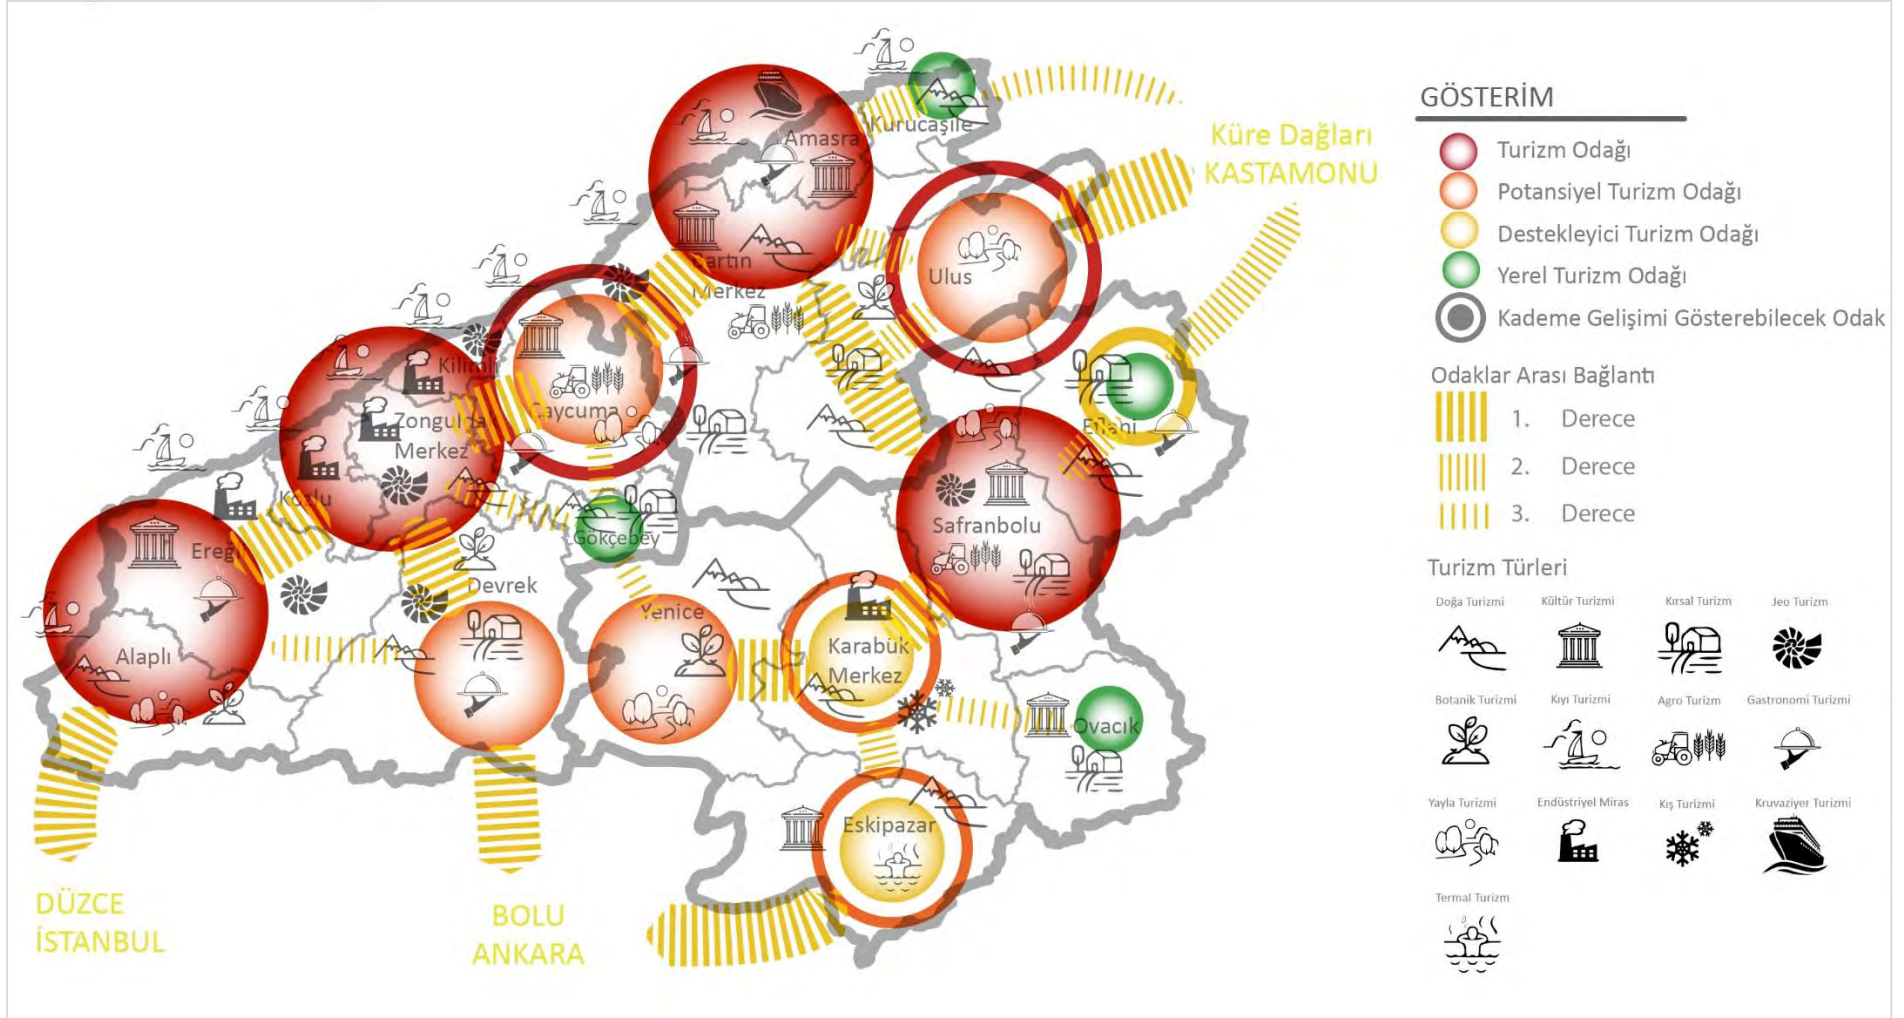 Kurucaşile
Amasra
Küre Dağları
KASTAMONU
Bartın
Merkez
Ulus
Kilimli
Çaycuma
Zonguldak
Merkez
Eflani
Kozlu
Safranbolu
Gökçebey
Ereğli
Devrek
Yenice
Alaplı
Karabük
Merkez
Ovacık
Eskipazar
DÜZCE
İSTANBUL
BOLU
ANKARA
GÖSTERİM
Turizm Odağı
Potansiyel Turizm Odağı
Destekleyici Turizm Odağı
Yerel Turizm Odağı
Kademe Gelişimi Gösterebilecek Odak
Odaklar Arası Bağlantı
1. Derece
2. Derece
3. Derece
Turizm Türleri
Doğa Turizmi Kültür Turizmi Kırsal Turizm Jeo Turizm
Botanik Turizmi Kıyı Turizmi Agro Turizm Gastronomi Turizmi
Yayla Turizmi Endüstriyel Miras Kış Turizmi Kruvaziyer Turizmi
Termal Turizm